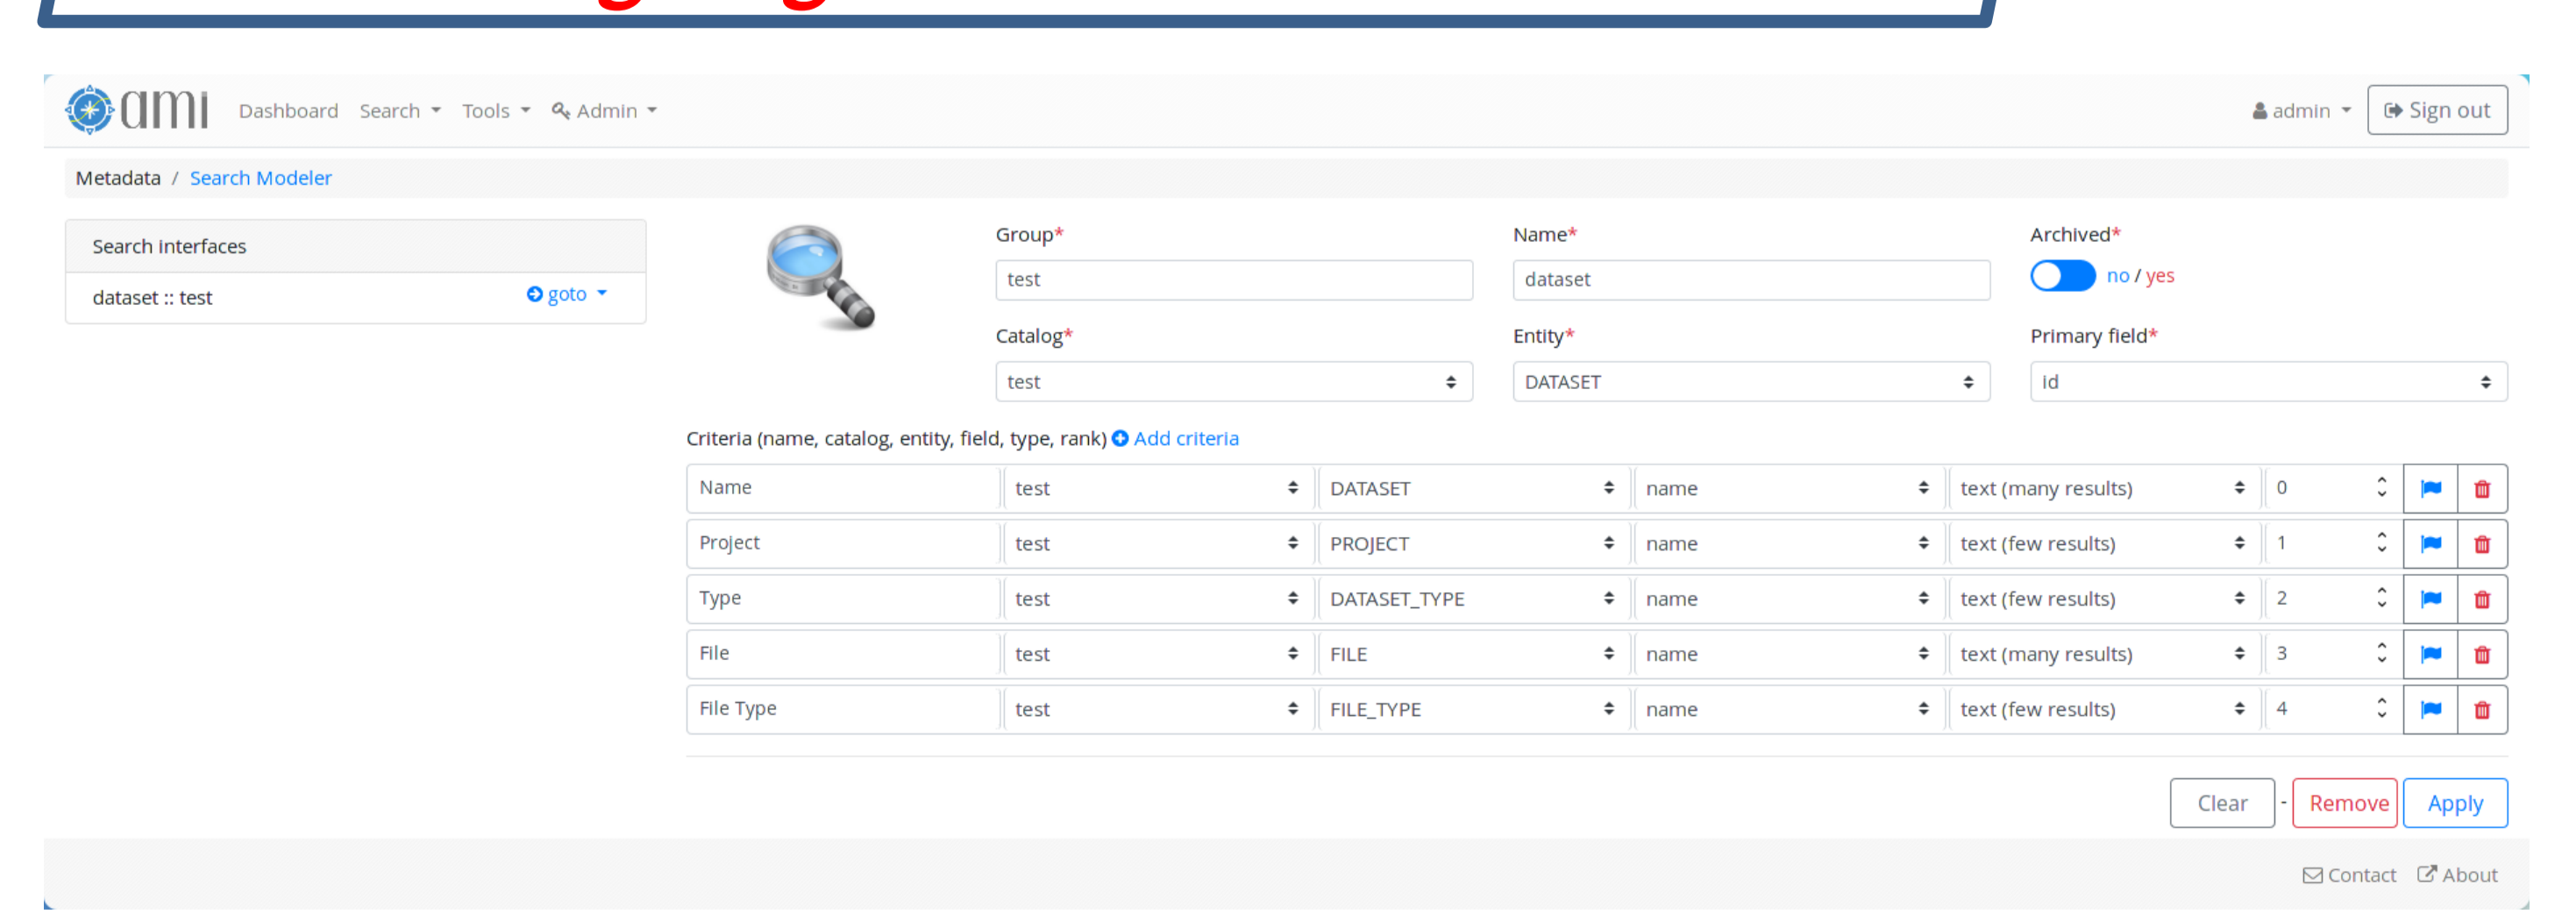 ami Dashboard Search Tools Admin admin Sign out
Metadata / Search Modeler
Search interfaces
dataset :: test goto
Group* Name* Archived*
test dataset no / yes
Catalog* Entity* Primary field*
test DATASET id
Criteria (name, catalog, entity, field, type, rank) Add criteria
Name test DATASET name text (many results) 0
Project test PROJECT name text (few results) 1
Type test DATASET_TYPE name text (few results) 2
File test FILE name text (many results) 3
File Type test FILE_TYPE name text (few results) 4
Clear - Remove Apply
Contact About